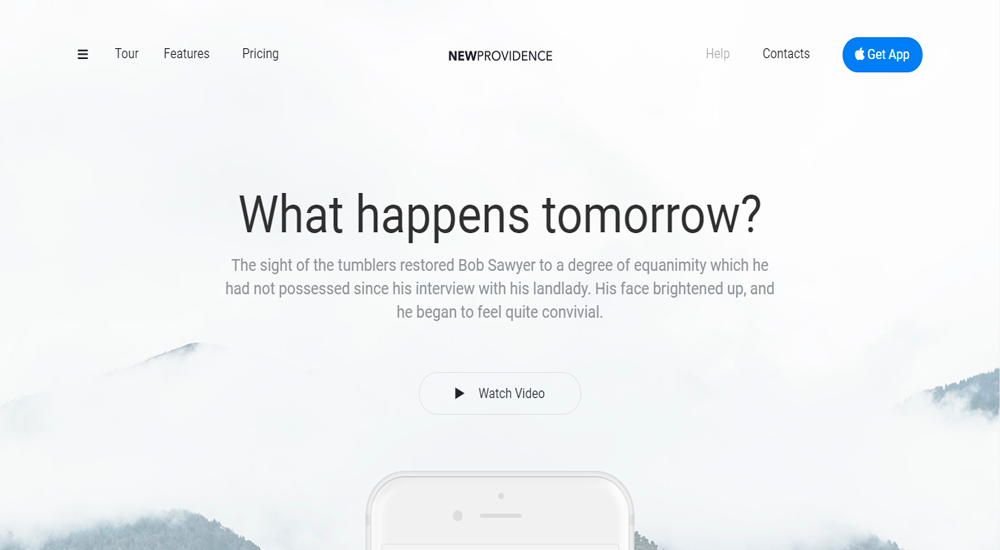 Tour Features Pricing NEWPROVIDENCE Help Contacts Get App
What happens tomorrow?
The sight of the tumblers restored Bob Sawyer to a degree of equanimity which he
had not possessed since his interview with his landlady. His face brightened up, and
he began to feel quite convivial.
Watch Video